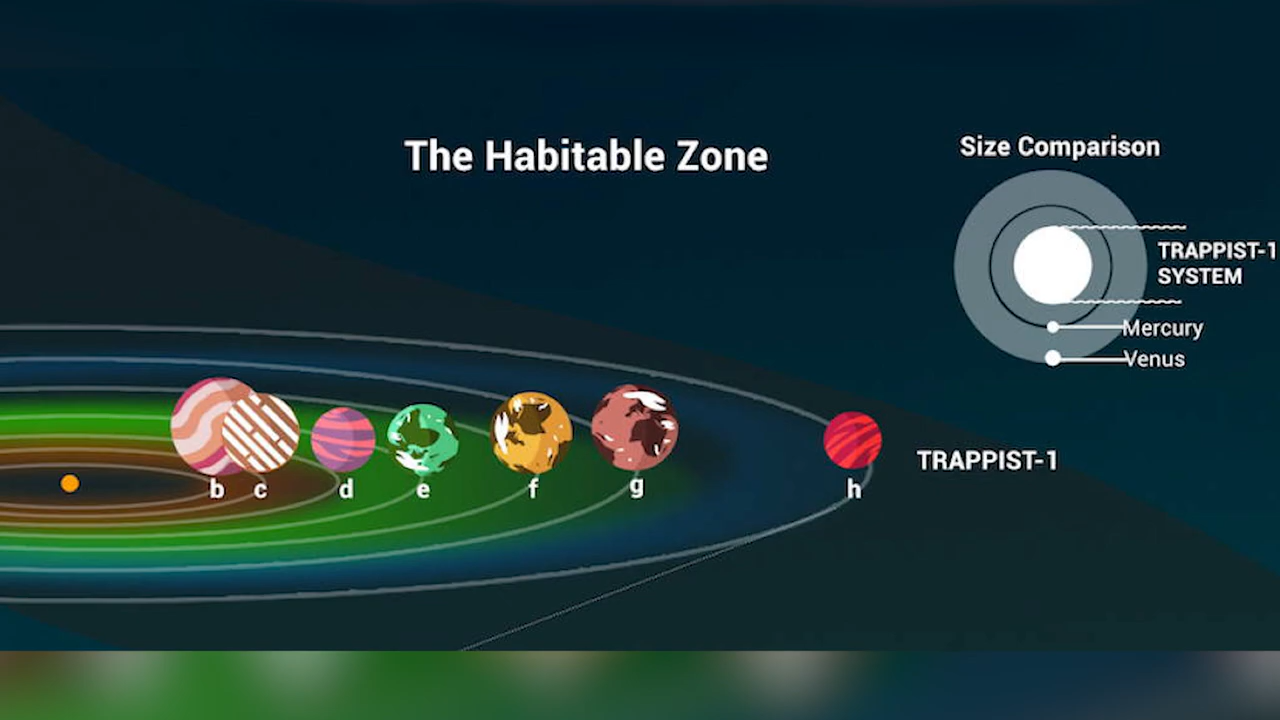 The Habitable Zone
Size Comparison
TRAPPIST-1
SYSTEM
Mercury
Venus
TRAPPIST-1
b c d e f g h